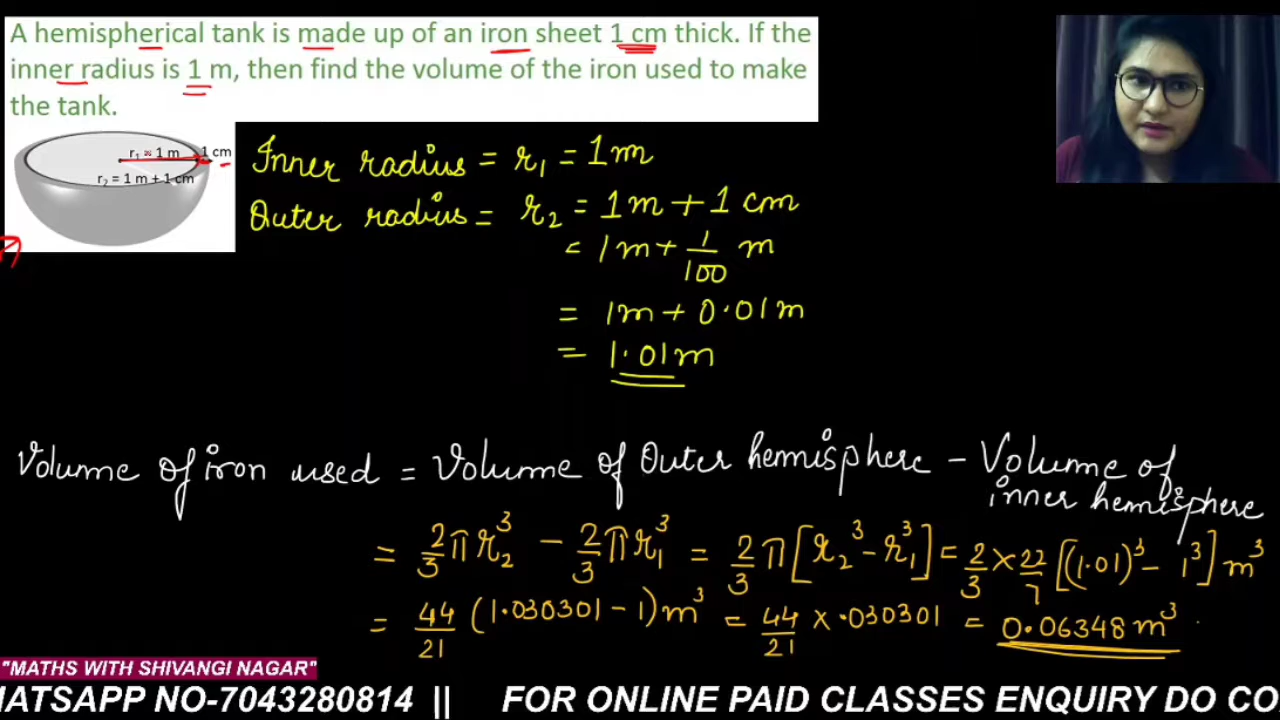 A hemispherical tank is made up of an iron sheet 1 cm thick. If the
inner radius is 1 m, then find the volume of the iron used to make
the tank.
r₁ = 1 m 1 cm
r₂ = 1 m + 1 cm
Inner radius = r₁ = 1m
Outer radius = r₂ = 1m + 1 cm
= 1m + 1/100 m
= 1m + 0.01m
= 1.01m
Volume of iron used = Volume of Outer hemisphere - Volume of
inner hemisphere
= 2/3 πr₂³ - 2/3 πr₁³ = 2/3 π[r₂³ - r₁³] = 2/3 × 22/7 [(1.01)³ - 1³] m³
= 44/21 (1.030301 - 1)m³ = 44/21 × .030301 = 0.06348 m³
"MATHS WITH SHIVANGI NAGAR"
HATSAPP NO-7043280814 || FOR ONLINE PAID CLASSES ENQUIRY DO CO